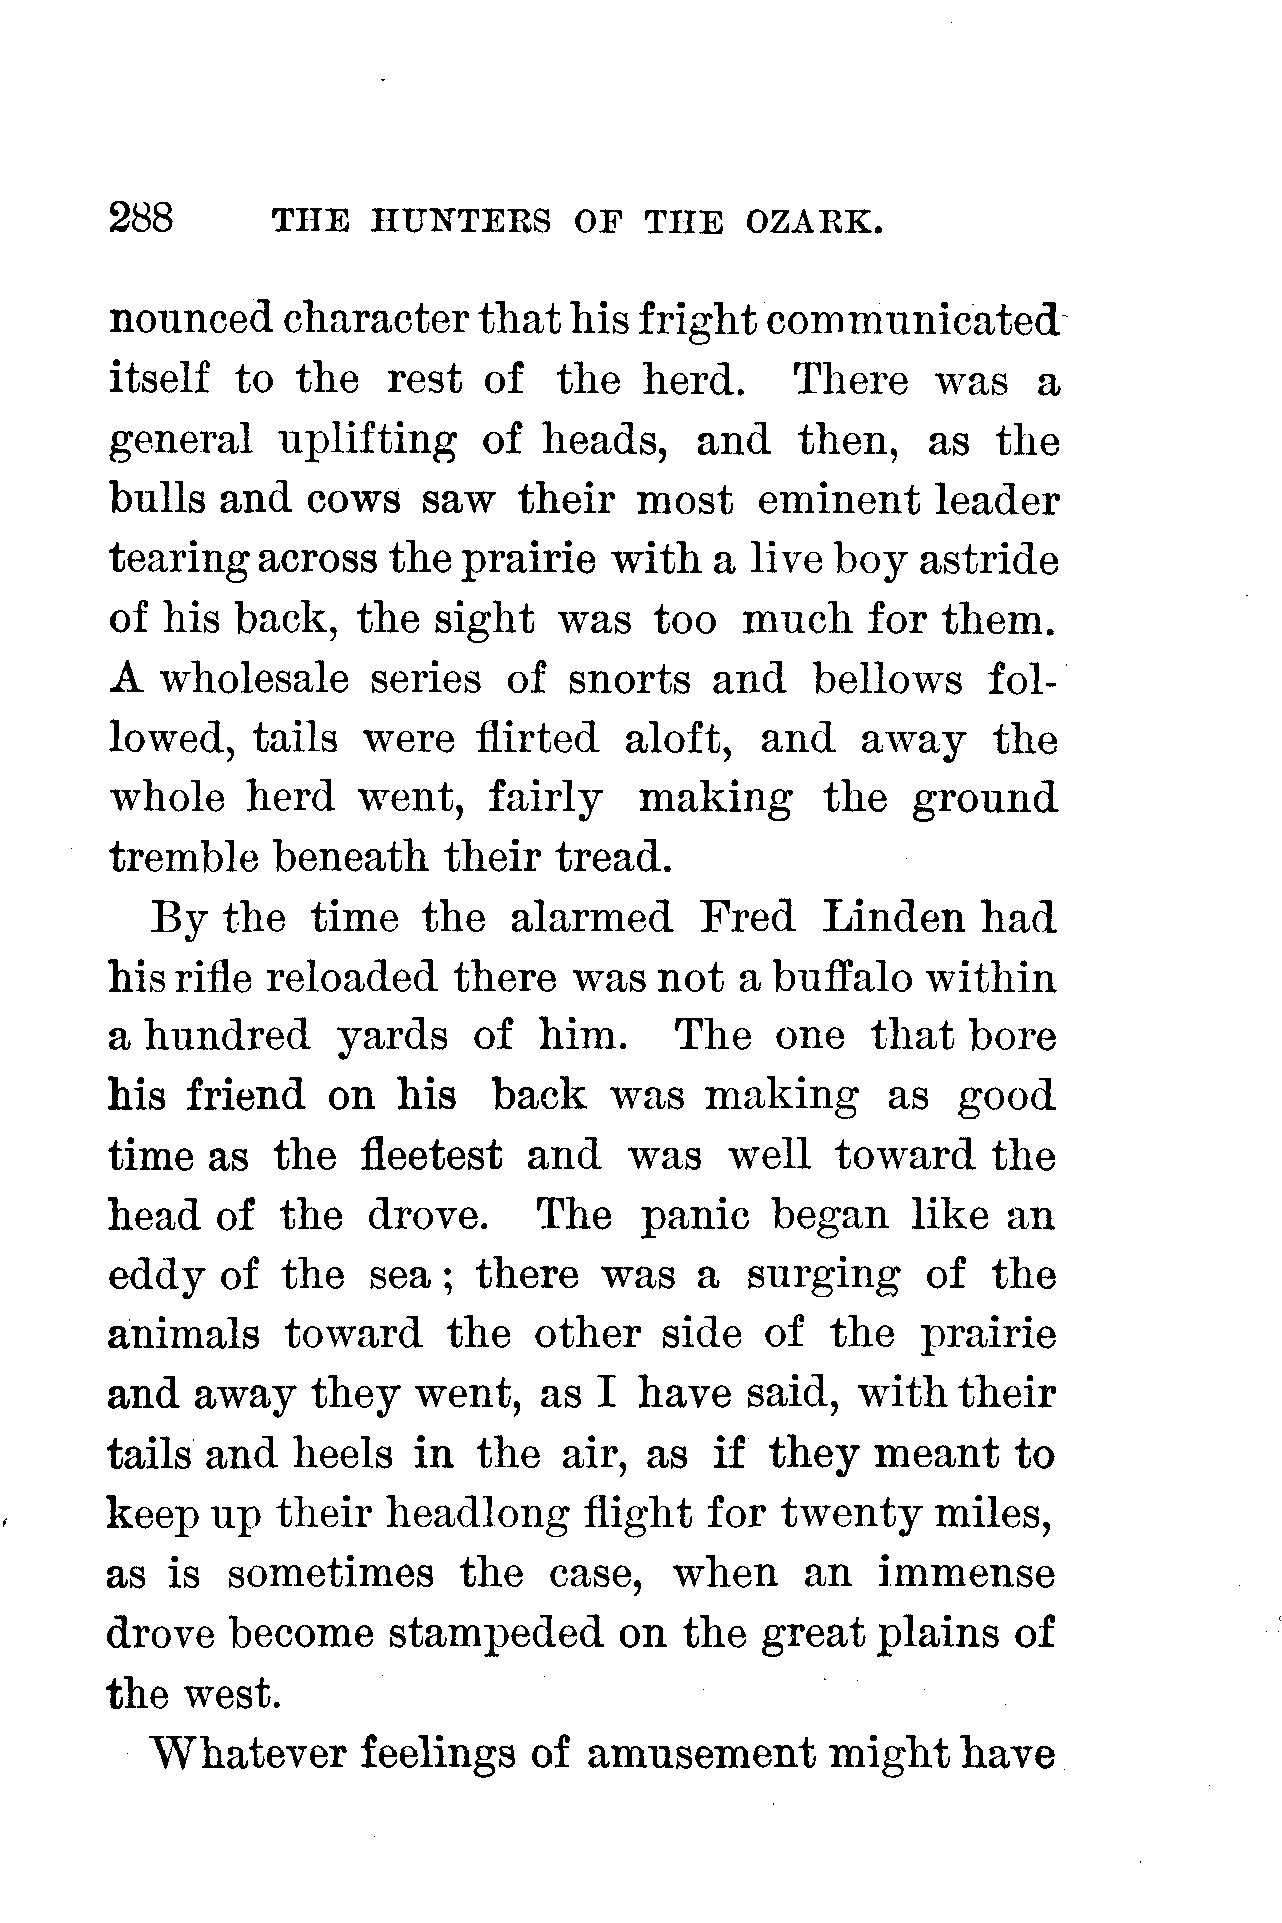 288 THE HUNTERS OF THE OZARK.
nounced character that his fright communicated
itself to the rest of the herd. There was a
general uplifting of heads, and then, as the
bulls and cows saw their most eminent leader
tearing across the prairie with a live boy astride
of his back, the sight was too much for them.
A wholesale series of snorts and bellows fol-
lowed, tails were flirted aloft, and away the
whole herd went, fairly making the ground
tremble beneath their tread.
By the time the alarmed Fred Linden had
his rifle reloaded there was not a buffalo within
a hundred yards of him. The one that bore
his friend on his back was making as good
time as the fleetest and was well toward the
head of the drove. The panic began like an
eddy of the sea; there was a surging of the
animals toward the other side of the prairie
and away they went, as I have said, with their
tails and heels in the air, as if they meant to
keep up their headlong flight for twenty miles,
as is sometimes the case, when an immense
drove become stampeded on the great plains of
the west.
Whatever feelings of amusement might have